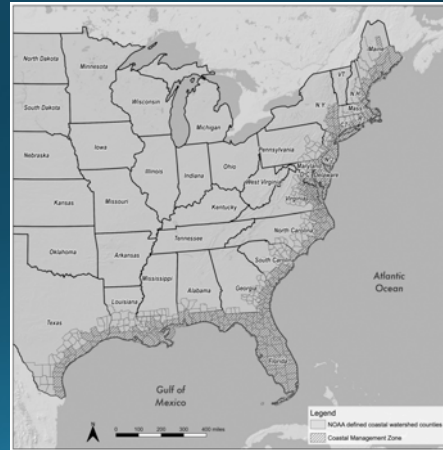 Maine
North Dakota
Minnesota
VT
N.H.
Wisconsin
South Dakota
N.Y.
Mass
Michigan
Iowa
Pennsylvania
Nebraska
N.J.
Ohio
Maryland
Illinois
Indiana
Delaware
West Virginia
Virginia
Kansas
Missouri
Kentucky
North Carolina
Tennessee
Oklahoma
Arkansas
South Carolina
Mississippi
Alabama
Georgia
Atlantic
Ocean
Louisiana
Texas
Florida
Gulf of
Mexico
Legend
NOAA defined coastal watershed counties
Coastal Management Zone
N
0 100 200 300 400 miles